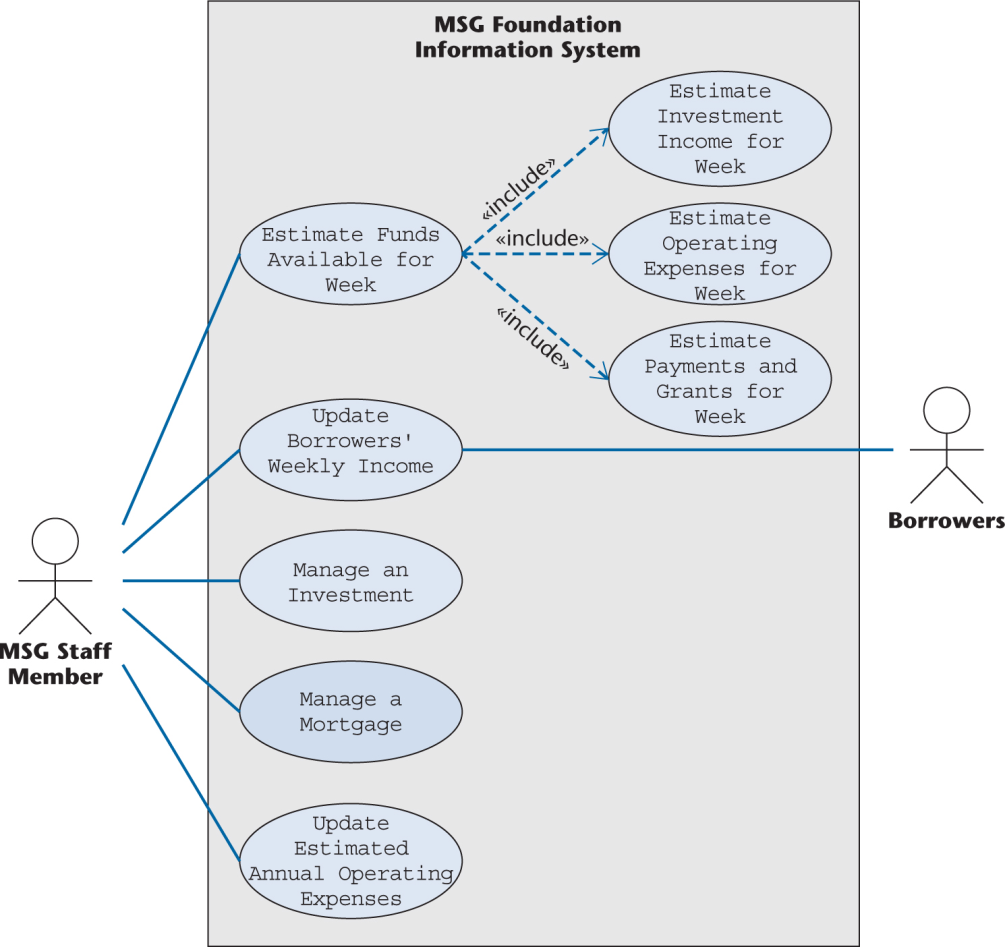 MSG Foundation
Information System
Estimate
Investment
Income for
Week
«include»
Estimate Funds
Available for
Week
«include»
Estimate
Operating
Expenses for
Week
«include»
Estimate
Payments and
Grants for
Week
Update
Borrowers'
Weekly Income
Borrowers
Manage an
Investment
MSG Staff
Member
Manage a
Mortgage
Update
Estimated
Annual Operating
Expenses